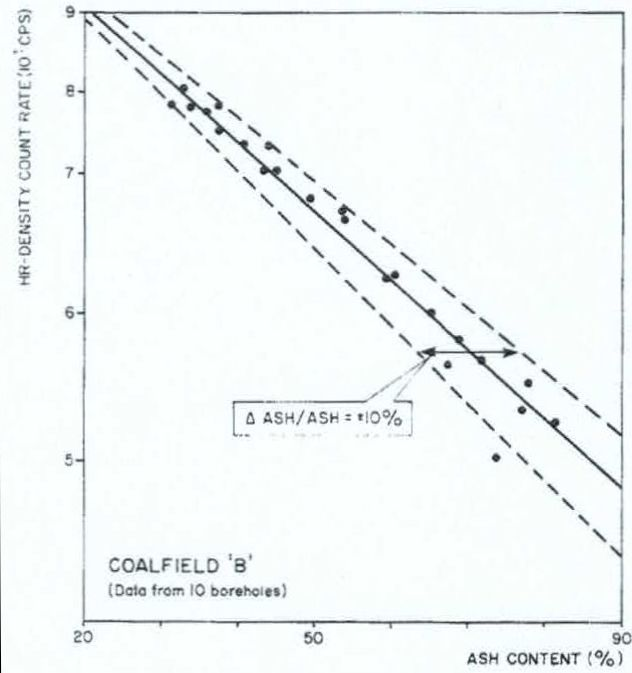 HR-DENSITY COUNT RATE (10³ CPS)
9
8
7
6
5
Δ ASH/ASH = ±10%
COALFIELD 'B'
(Data from 10 boreholes)
20
50
90
ASH CONTENT (%)